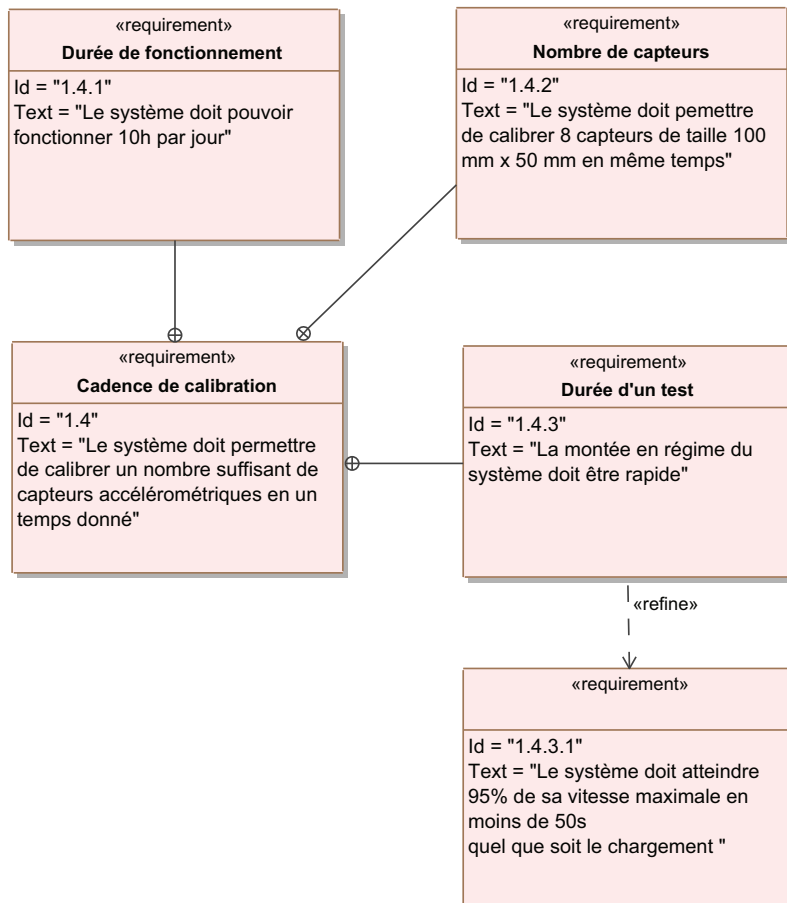 «requirement»
Durée de fonctionnement
Id = "1.4.1"
Text = "Le système doit pouvoir
fonctionner 10h par jour"
«requirement»
Nombre de capteurs
Id = "1.4.2"
Text = "Le système doit pemettre
de calibrer 8 capteurs de taille 100
mm x 50 mm en même temps"
«requirement»
Cadence de calibration
Id = "1.4"
Text = "Le système doit permettre
de calibrer un nombre suffisant de
capteurs accélérométriques en un
temps donné"
«requirement»
Durée d'un test
Id = "1.4.3"
Text = "La montée en régime du
système doit être rapide"
«refine»
«requirement»
Id = "1.4.3.1"
Text = "Le système doit atteindre
95% de sa vitesse maximale en
moins de 50s
quel que soit le chargement "